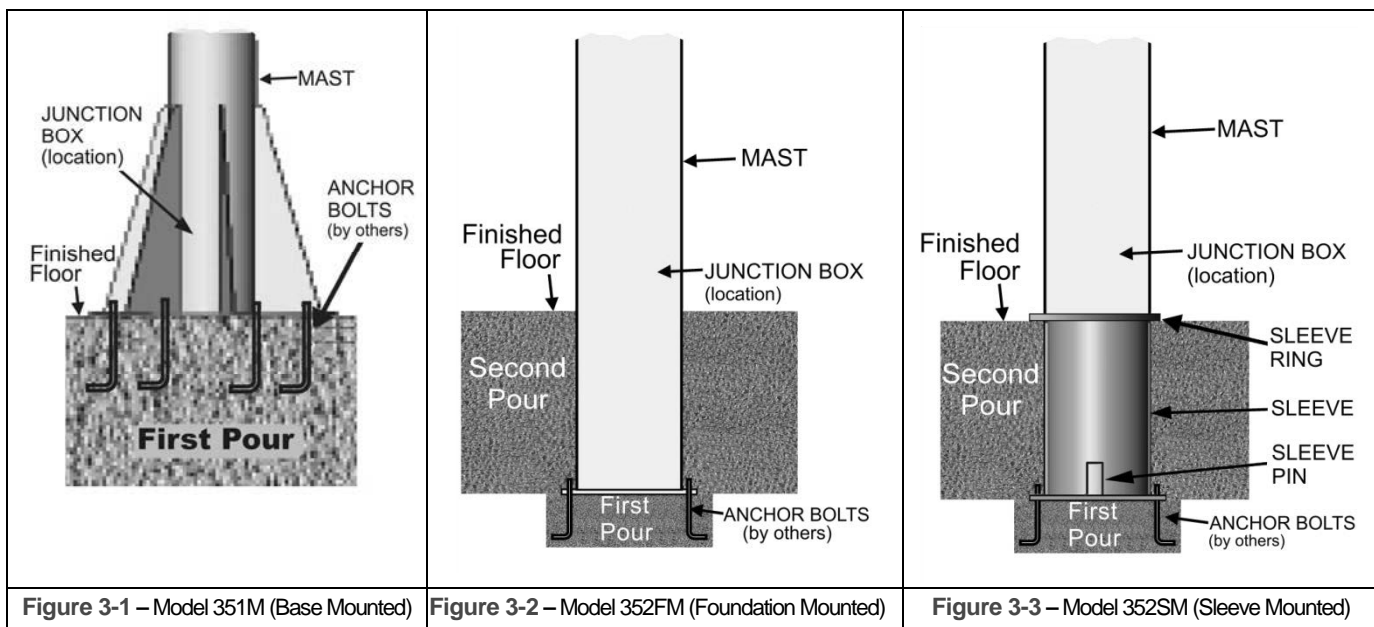 MAST
JUNCTION
BOX
(location)
ANCHOR
BOLTS
(by others)
Finished
Floor
First Pour
Figure 3-1 – Model 351M (Base Mounted)
MAST
Finished
Floor
JUNCTION BOX
(location)
Second
Pour
First
Pour
ANCHOR BOLTS
(by others)
Figure 3-2 – Model 352FM (Foundation Mounted)
MAST
Finished
Floor
JUNCTION BOX
(location)
SLEEVE
RING
Second
Pour
SLEEVE
SLEEVE
PIN
First
Pour
ANCHOR BOLTS
(by others)
Figure 3-3 – Model 352SM (Sleeve Mounted)